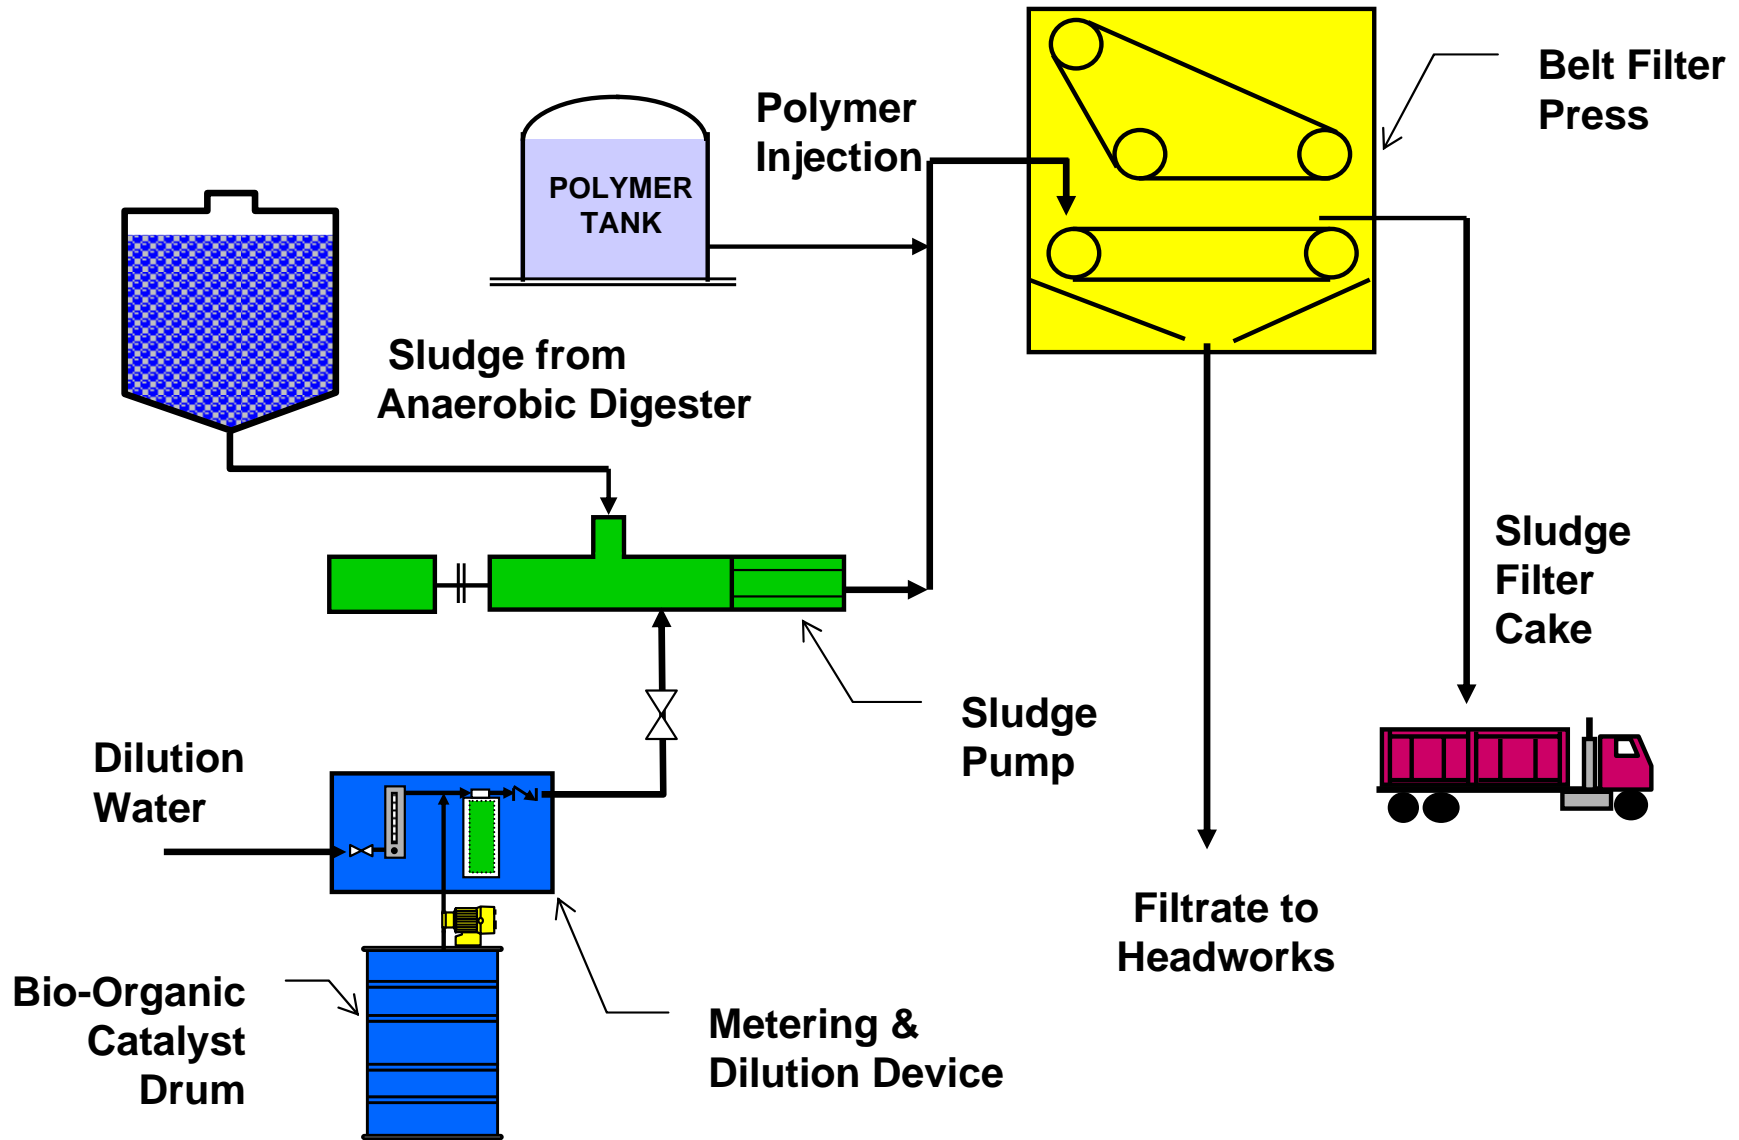 Belt Filter
Press
Polymer
Injection
POLYMER
TANK
Sludge from
Anaerobic Digester
Sludge
Filter
Cake
Sludge
Pump
Dilution
Water
Filtrate to
Headworks
Bio-Organic
Catalyst
Drum
Metering &
Dilution Device